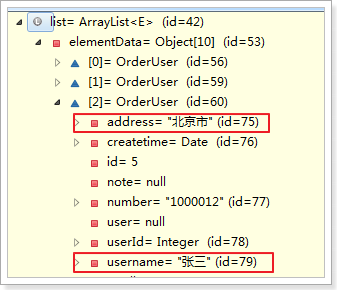 list= ArrayList<E> (id=42)
elementData= Object[10] (id=53)
[0]= OrderUser (id=56)
[1]= OrderUser (id=59)
[2]= OrderUser (id=60)
address= "北京市" (id=75)
createtime= Date (id=76)
id= 5
note= null
number= "1000012" (id=77)
user= null
userId= Integer (id=78)
username= "张三" (id=79)